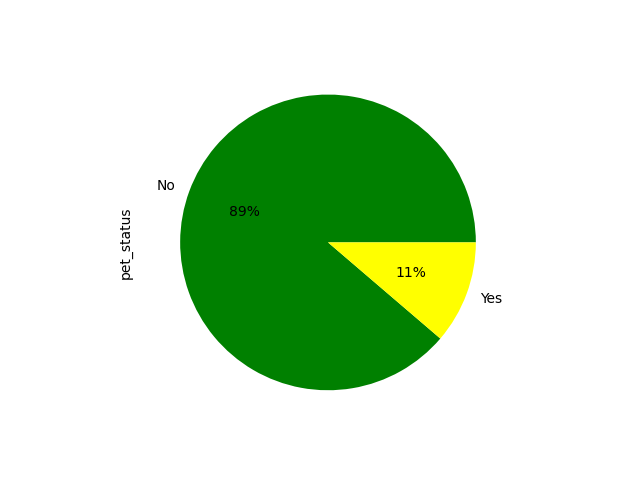 No
89%
pet_status
11%
Yes